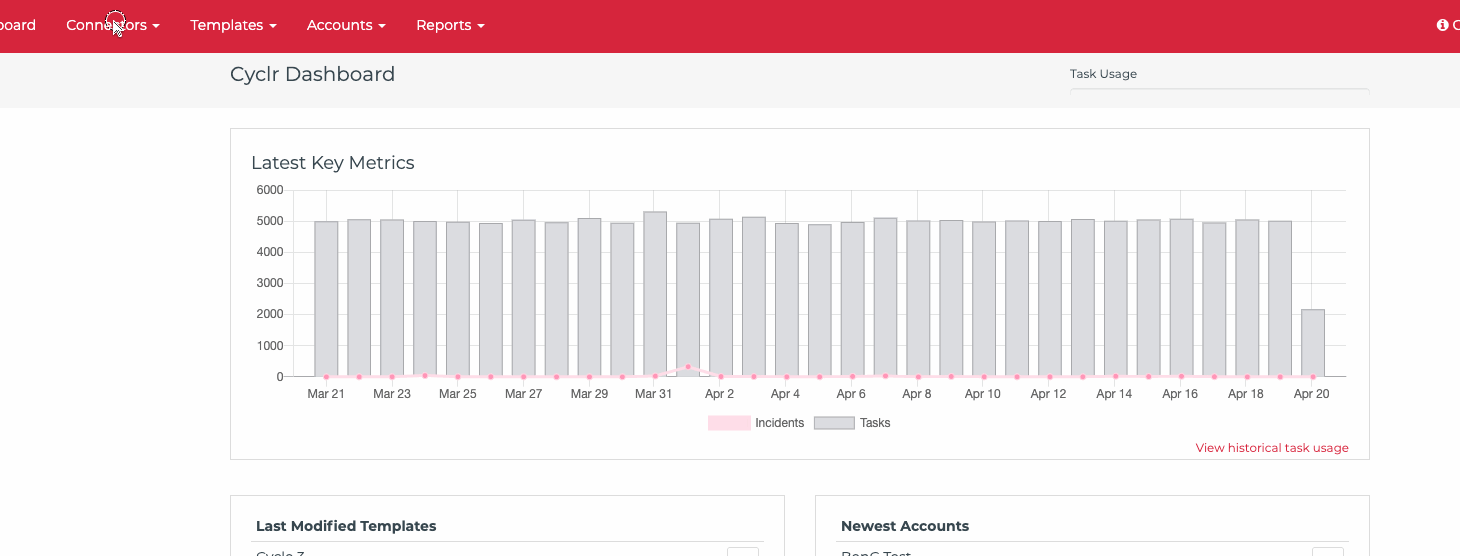 Connectors Templates Accounts Reports
Cyclr Dashboard
Task Usage
Latest Key Metrics
6000
5000
4000
3000
2000
1000
0
Mar 21 Mar 23 Mar 25 Mar 27 Mar 29 Mar 31 Apr 2 Apr 4 Apr 6 Apr 8 Apr 10 Apr 12 Apr 14 Apr 16 Apr 18 Apr 20
Incidents Tasks
View historical task usage
Last Modified Templates
Newest Accounts